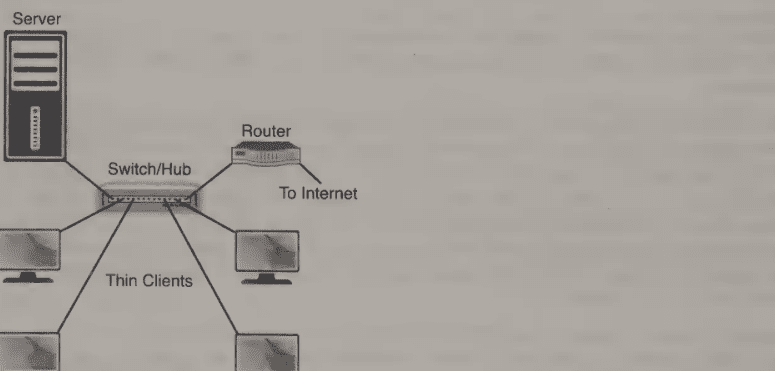 Server
Router
Switch/Hub
To Internet
Thin Clients